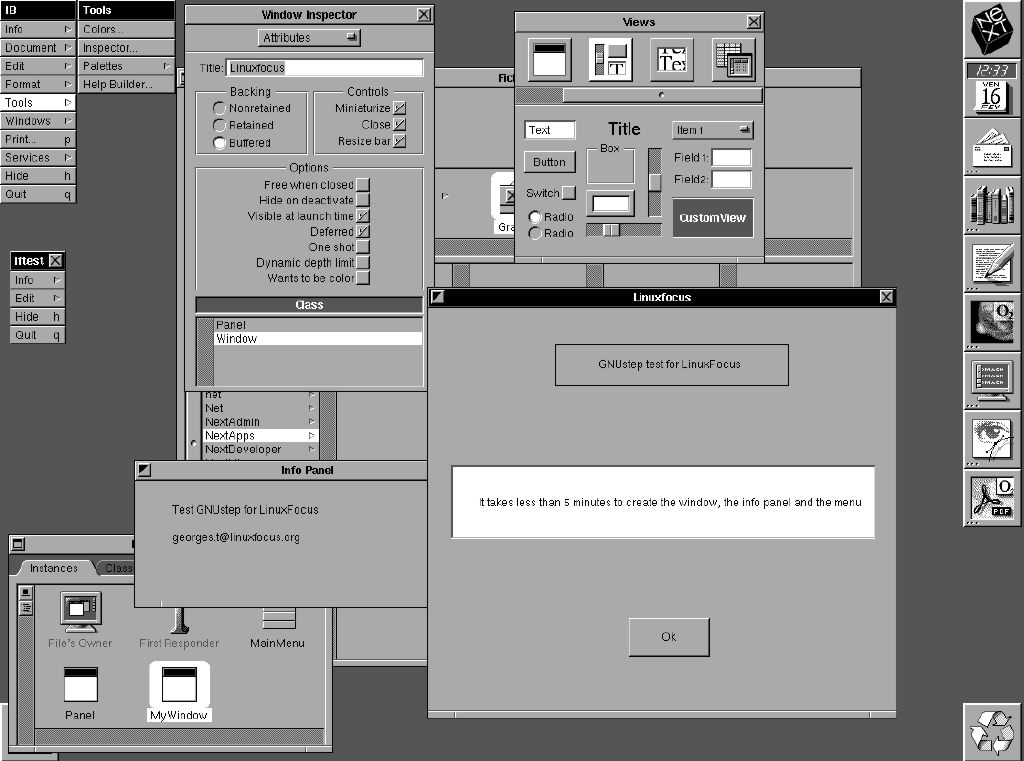 IB
Info
Document
Edit
Format
Tools
Windows
Print... p
Services
Hide h
Quit q
Tools
Colors...
Inspector...
Palettes
Help Builder...
lftest
Info
Edit
Hide h
Quit q
Window Inspector
Attributes
Title: Linuxfocus
Backing
Nonretained
Retained
Buffered
Controls
Miniaturize
Close
Resize bar
Options
Free when closed
Hide on deactivate
Visible at launch time
Deferred
One shot
Dynamic depth limit
Wants to be color
Class
Panel
Window
net
Net
NextAdmin
NextApps
NextDeveloper
Fich
Gra
Views
Text
Title
Item 1
Button
Box
Field1:
Field2:
Switch
Radio
Radio
CustomView
Linuxfocus
GNUstep test for LinuxFocus
It takes less than 5 minutes to create the window, the info panel and the menu
Ok
Info Panel
Test GNUstep for LinuxFocus
georges.t@linuxfocus.org
Instances
Class
File's Owner
First Responder
MainMenu
Panel
MyWindow
NeXT
12:33
VEN
16
FEV
PDF